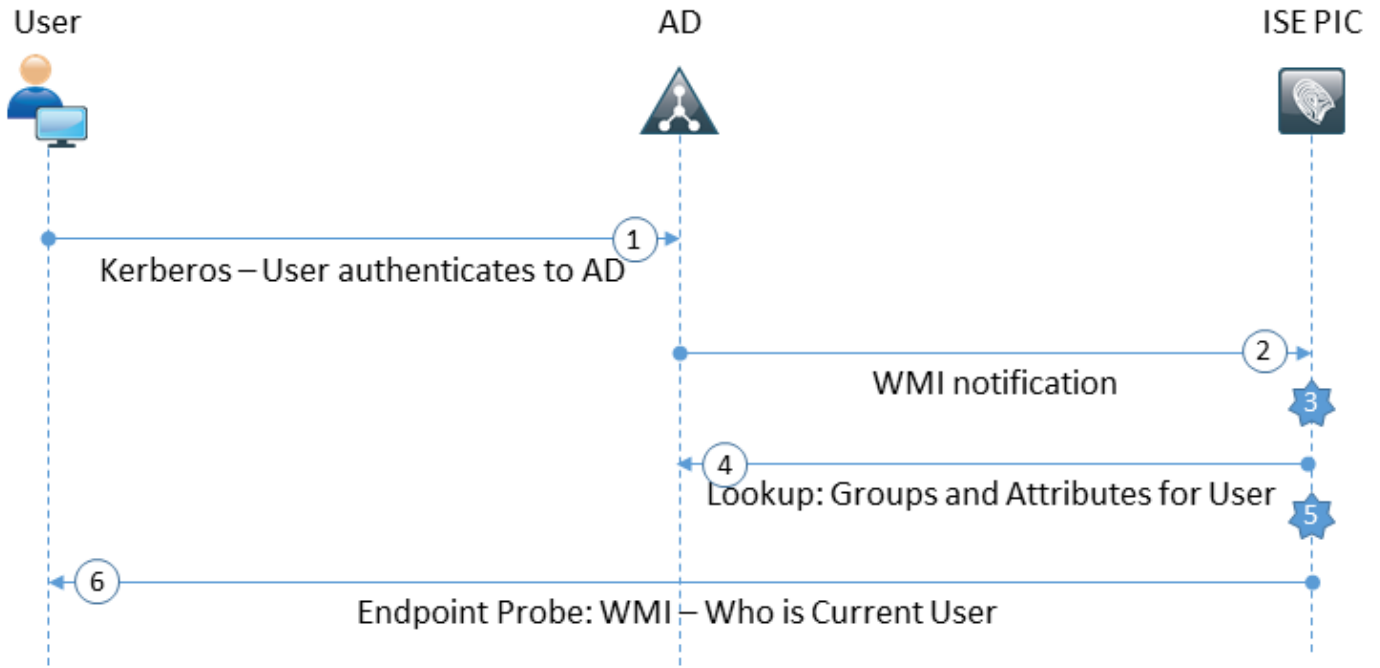 User
AD
ISE PIC
1
Kerberos – User authenticates to AD
2
WMI notification
3
4
Lookup: Groups and Attributes for User
5
6
Endpoint Probe: WMI – Who is Current User